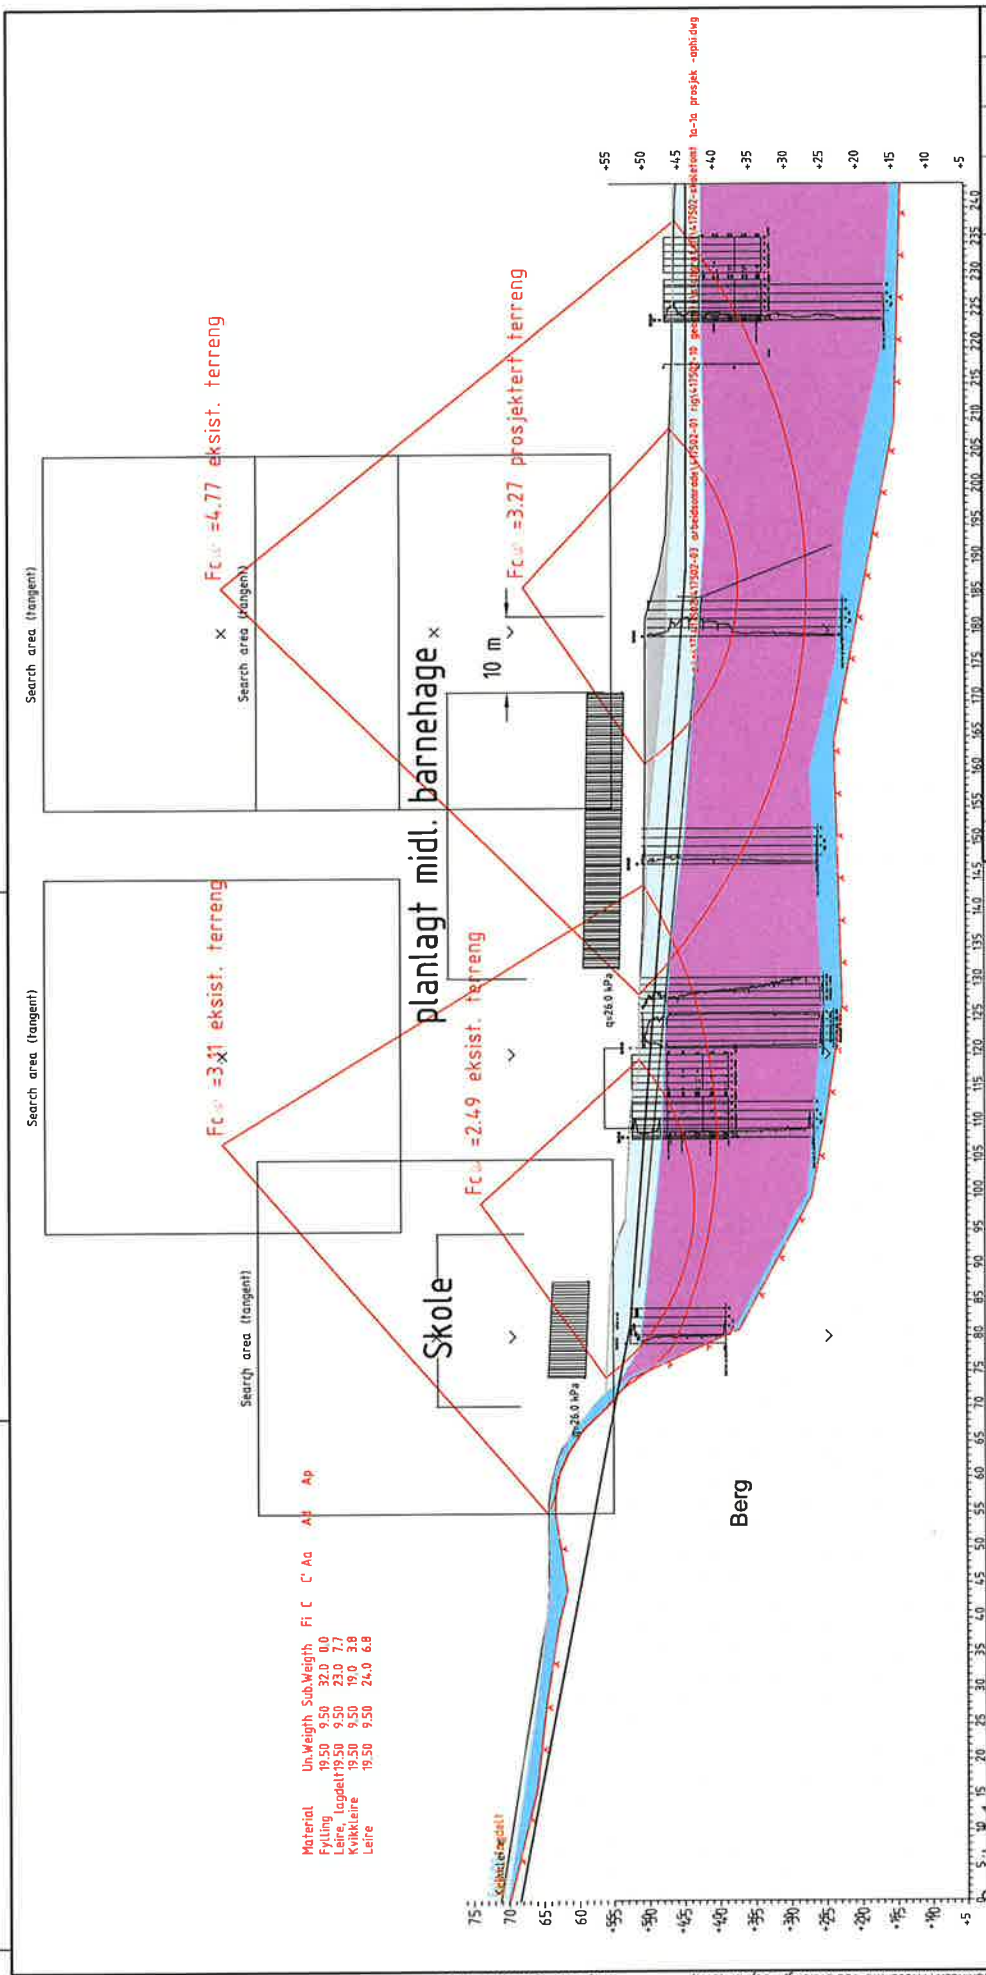 Search area (tangent)
Search area (tangent)
Search area (tangent)
Search area (tangent)
=4.77 eksist. terreng
=3.11 eksist. terreng
=3.27 prosjektert terreng
=2.49 eksist. terreng
planlagt midl. barnehage
10 m
Skole
q=26.0 kPa
q=26.0 kPa
Berg
Material Un.Weigth Sub.Weigth Fi C C' Aa Ad Ap
Fylling 19.50 9.50 32.0 0.0
Leire, lagdelt 19.50 9.50 23.0 7.7
Kvikkleire 19.50 9.50 19.0 3.8
Leire 19.50 9.50 24.0 6.8
75
70
65
60
+55
+50
+45
+40
+35
+30
+25
+20
+15
+10
+5
+55
+50
+45
+40
+35
+30
+25
+20
+15
+10
+5
0 5 10 15 20 25 30 35 40 45 50 55 60 65 70 75 80 85 90 95 100 105 110 115 120 125 130 135 140 145 150 155 160 165 170 175 180 185 190 195 200 205 210 215 220 225 230 235 240